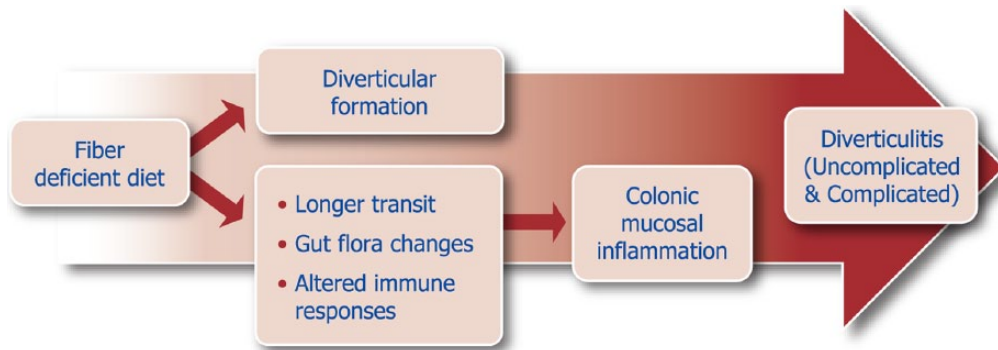 Fiber
deficient diet
Diverticular
formation
• Longer transit
• Gut flora changes
• Altered immune
responses
Colonic
mucosal
inflammation
Diverticulitis
(Uncomplicated
& Complicated)